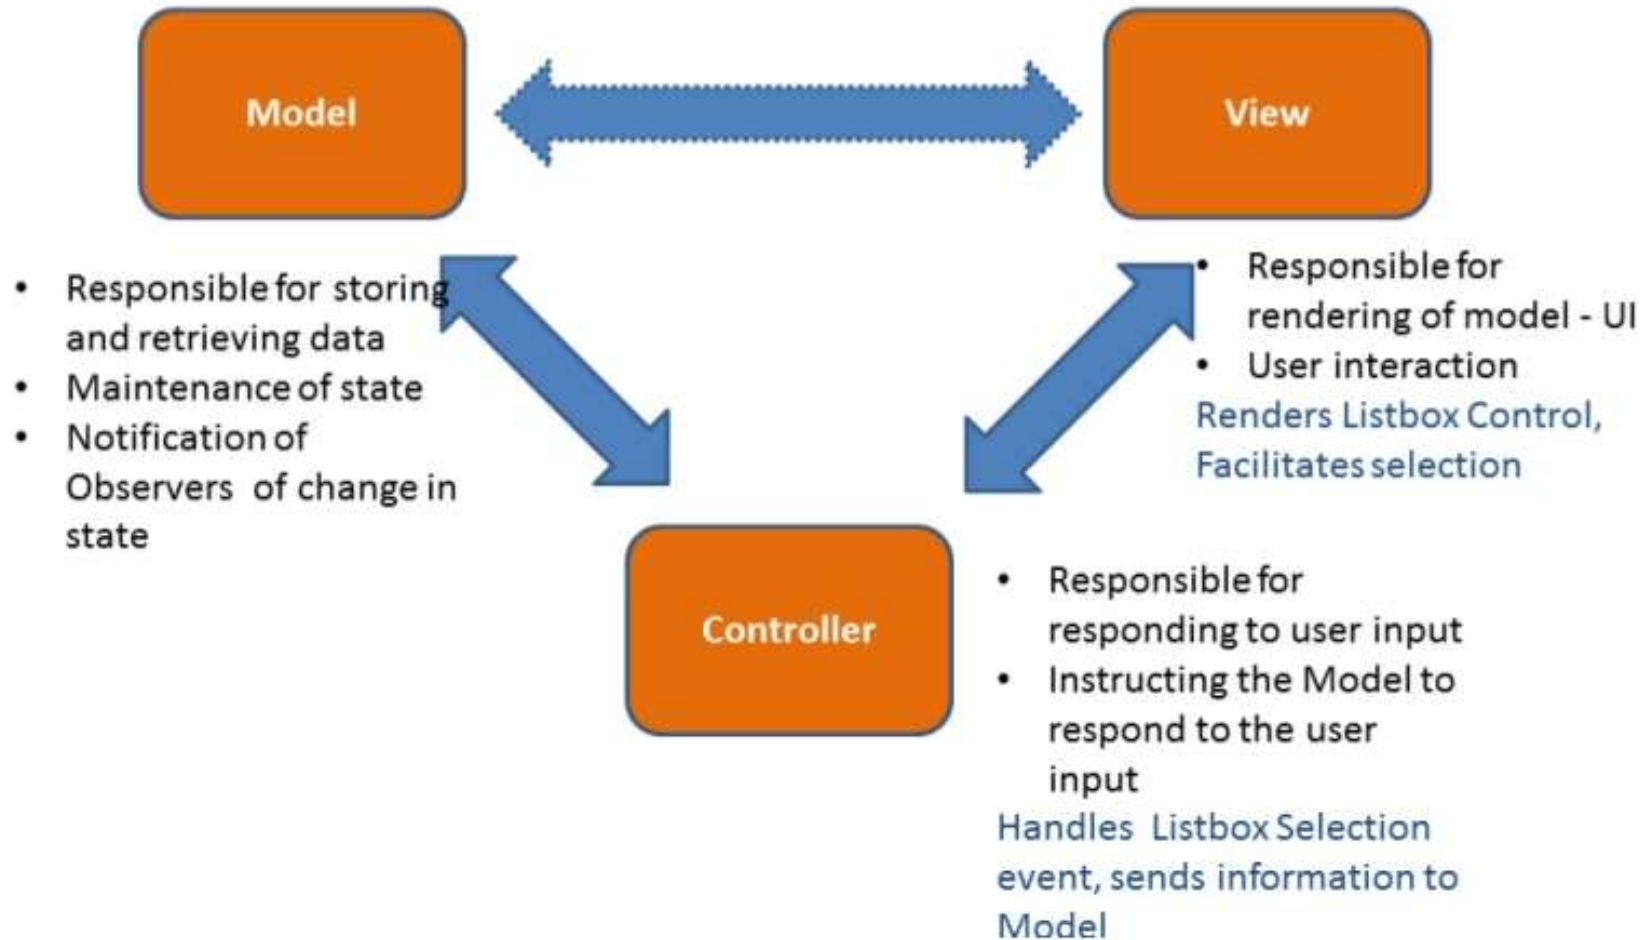 Model
View
• Responsible for storing
and retrieving data
• Maintenance of state
• Notification of
Observers of change in
state
• Responsible for
rendering of model - UI
• User interaction
Renders Listbox Control,
Facilitates selection
Controller
• Responsible for
responding to user input
• Instructing the Model to
respond to the user
input
Handles Listbox Selection
event, sends information to
Model